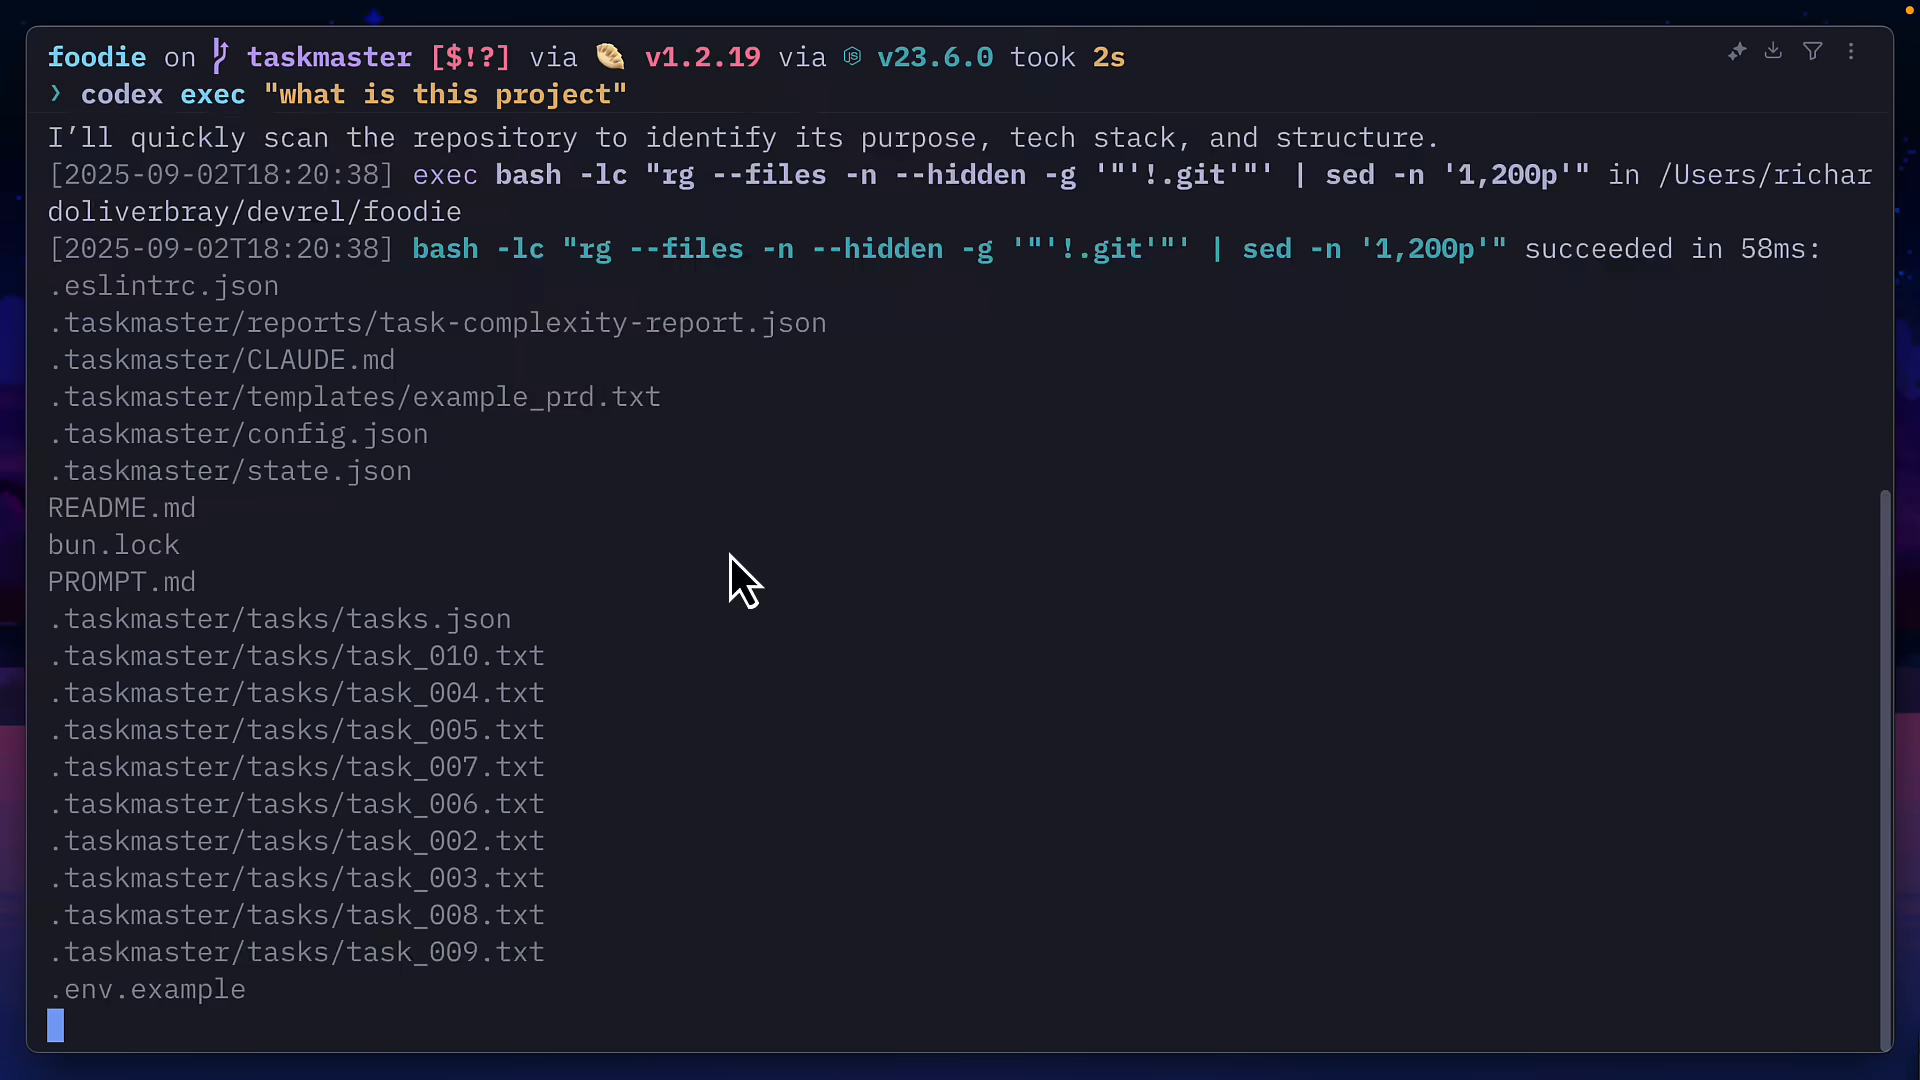 foodie on taskmaster [$!?] via v1.2.19 via v23.6.0 took 2s
❯ codex exec "what is this project"
I’ll quickly scan the repository to identify its purpose, tech stack, and structure.
[2025-09-02T18:20:38] exec bash -lc "rg --files -n --hidden -g '"'!.git'"' | sed -n '1,200p'" in /Users/richar
doliverbray/devrel/foodie
[2025-09-02T18:20:38] bash -lc "rg --files -n --hidden -g '"'!.git'"' | sed -n '1,200p'" succeeded in 58ms:
.eslintrc.json
.taskmaster/reports/task-complexity-report.json
.taskmaster/CLAUDE.md
.taskmaster/templates/example_prd.txt
.taskmaster/config.json
.taskmaster/state.json
README.md
bun.lock
PROMPT.md
.taskmaster/tasks/tasks.json
.taskmaster/tasks/task_010.txt
.taskmaster/tasks/task_004.txt
.taskmaster/tasks/task_005.txt
.taskmaster/tasks/task_007.txt
.taskmaster/tasks/task_006.txt
.taskmaster/tasks/task_002.txt
.taskmaster/tasks/task_003.txt
.taskmaster/tasks/task_008.txt
.taskmaster/tasks/task_009.txt
.env.example